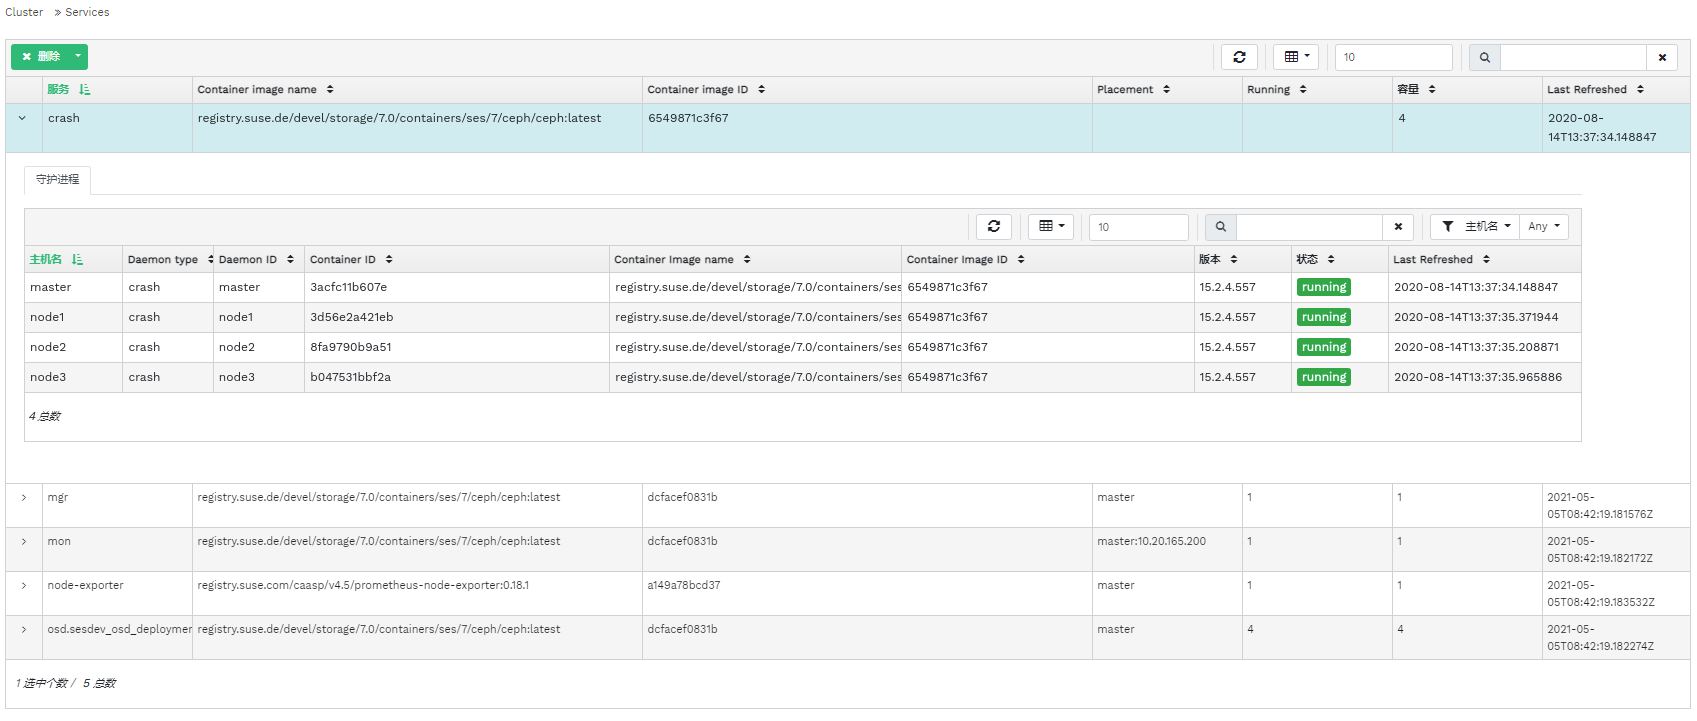 Cluster » Services
删除 10
服务 Container image name Container image ID Placement Running 容量 Last Refreshed
crash registry.suse.de/devel/storage/7.0/containers/ses/7/ceph/ceph:latest 6549871c3f67 4 2020-08-
14T13:37:34.148847
守护进程
10 主机名 Any
主机名 Daemon type Daemon ID Container ID Container Image name Container Image ID 版本 状态 Last Refreshed
master crash master 3acfc11b607e registry.suse.de/devel/storage/7.0/containers/ses 6549871c3f67 15.2.4.557 running 2020-08-14T13:37:34.148847
node1 crash node1 3d56e2a421eb registry.suse.de/devel/storage/7.0/containers/ses 6549871c3f67 15.2.4.557 running 2020-08-14T13:37:35.371944
node2 crash node2 8fa9790b9a51 registry.suse.de/devel/storage/7.0/containers/ses 6549871c3f67 15.2.4.557 running 2020-08-14T13:37:35.208871
node3 crash node3 b047531bbf2a registry.suse.de/devel/storage/7.0/containers/ses 6549871c3f67 15.2.4.557 running 2020-08-14T13:37:35.965886
4 总数
mgr registry.suse.de/devel/storage/7.0/containers/ses/7/ceph/ceph:latest dcfacef0831b master 1 1 2021-05-
05T08:42:19.181576Z
mon registry.suse.de/devel/storage/7.0/containers/ses/7/ceph/ceph:latest dcfacef0831b master:10.20.165.200 1 1 2021-05-
05T08:42:19.182172Z
node-exporter registry.suse.com/caasp/v4.5/prometheus-node-exporter:0.18.1 a149a78bcd37 master 1 1 2021-05-
05T08:42:19.183532Z
osd.sesdev_osd_deploymer registry.suse.de/devel/storage/7.0/containers/ses/7/ceph/ceph:latest dcfacef0831b master 4 4 2021-05-
05T08:42:19.182274Z
1 选中个数 / 5 总数